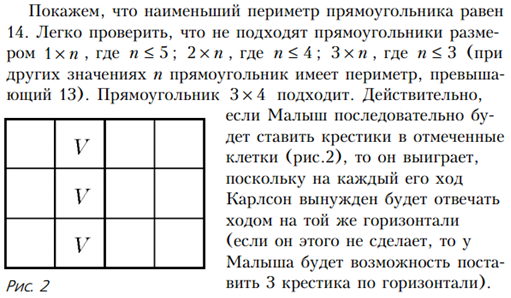 Покажем, что наименьший периметр прямоугольника равен
14. Легко проверить, что не подходят прямоугольники разме-
ром 1 × n , где n ≤ 5 ; 2 × n , где n ≤ 4 ; 3 × n , где n ≤ 3 (при
других значениях n прямоугольник имеет периметр, превыша-
ющий 13). Прямоугольник 3 × 4 подходит. Действительно,
если Малыш последовательно бу-
дет ставить крестики в отмеченные
клетки (рис.2), то он выиграет,
поскольку на каждый его ход
Карлсон вынужден будет отвечать
ходом на той же горизонтали
(если он этого не сделает, то у
Малыша будет возможность поста-
вить 3 крестика по горизонтали).
V
V
V
Рис. 2